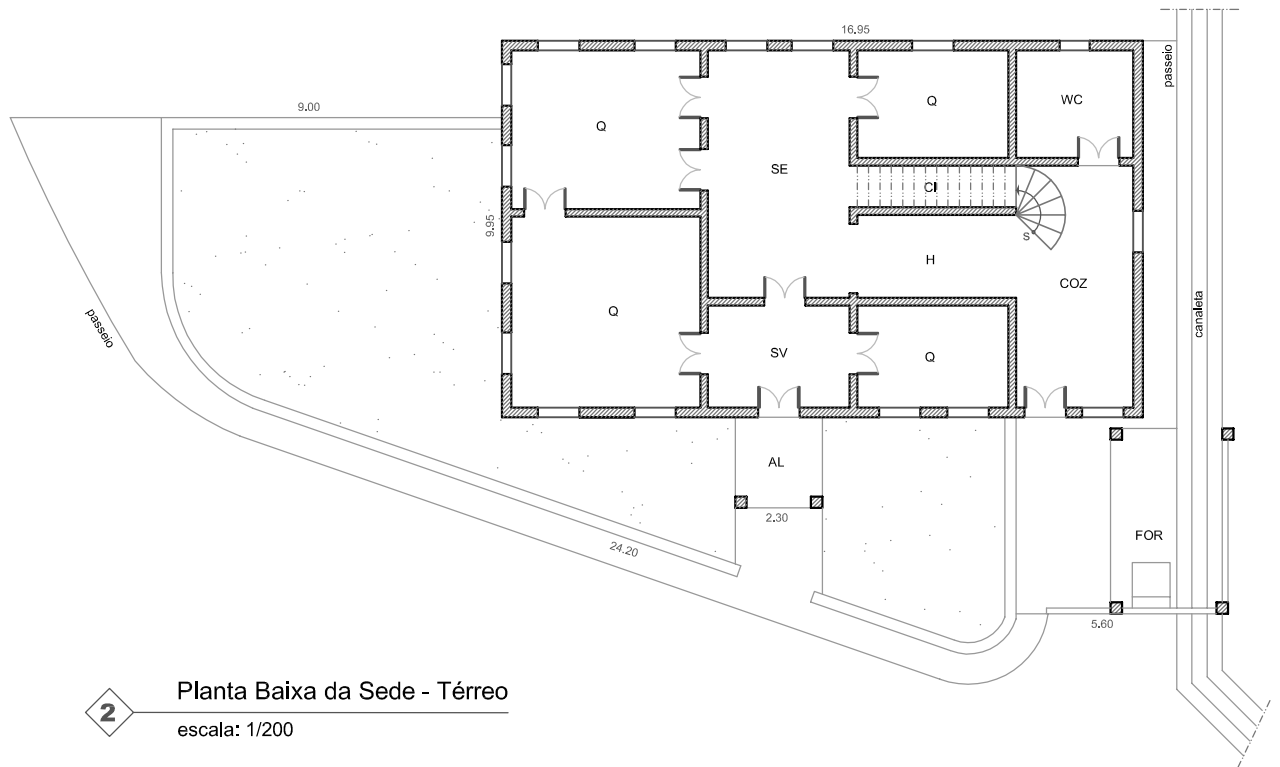 16.95
passeio
9.00
Q
Q
WC
SE
CI
9.95
S
H
COZ
Q
passeio
canaleta
SV
Q
AL
2.30
FOR
24.20
5.60
2
Planta Baixa da Sede - Térreo
escala: 1/200